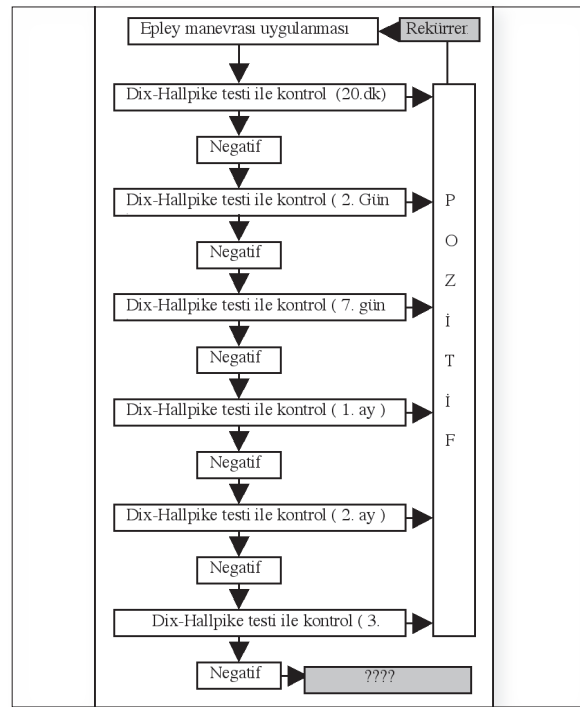 Epley manevrası uygulanması
Rekürren
Dix-Hallpike testi ile kontrol (20.dk)
Negatif
Dix-Hallpike testi ile kontrol ( 2. Gün
Negatif
Dix-Hallpike testi ile kontrol ( 7. gün
Negatif
Dix-Hallpike testi ile kontrol ( 1. ay )
Negatif
Dix-Hallpike testi ile kontrol ( 2. ay )
Negatif
Dix-Hallpike testi ile kontrol ( 3.
Negatif
????
P
O
Z
İ
T
İ
F